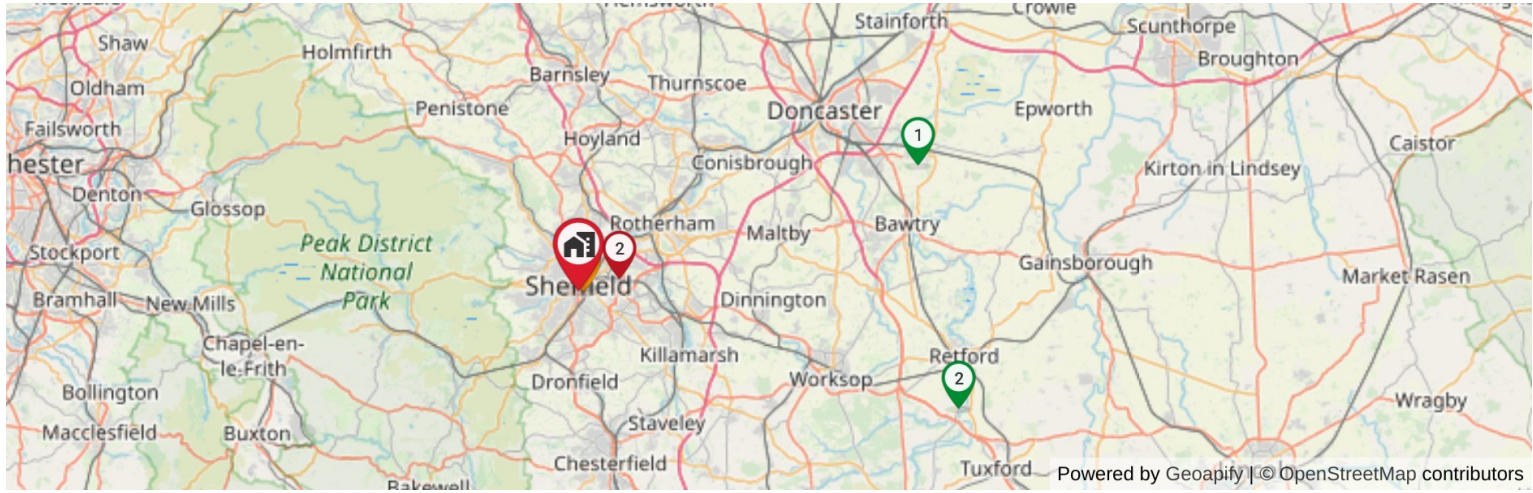 Shaw
Holmfirth
Stainforth
Crowle
Scunthorpe
Oldham
Barnsley
Thurnscoe
Broughton
Penistone
Doncaster
Epworth
Failsworth
Hoyland
1
Caistor
hester
Conisbrough
Kirton in Lindsey
Denton
Glossop
Rotherham
Maltby
Bawtry
Stockport
Peak District
National
Park
2
Gainsborough
Market Rasen
Sheffield
Bramhall
New Mills
Dinnington
Chapel-en-
le-Frith
Killamarsh
Retford
Bollington
Dronfield
Worksop
2
Wragby
Macclesfield
Buxton
Staveley
Chesterfield
Tuxford
Bakewell
Powered by Geoapify | © OpenStreetMap contributors